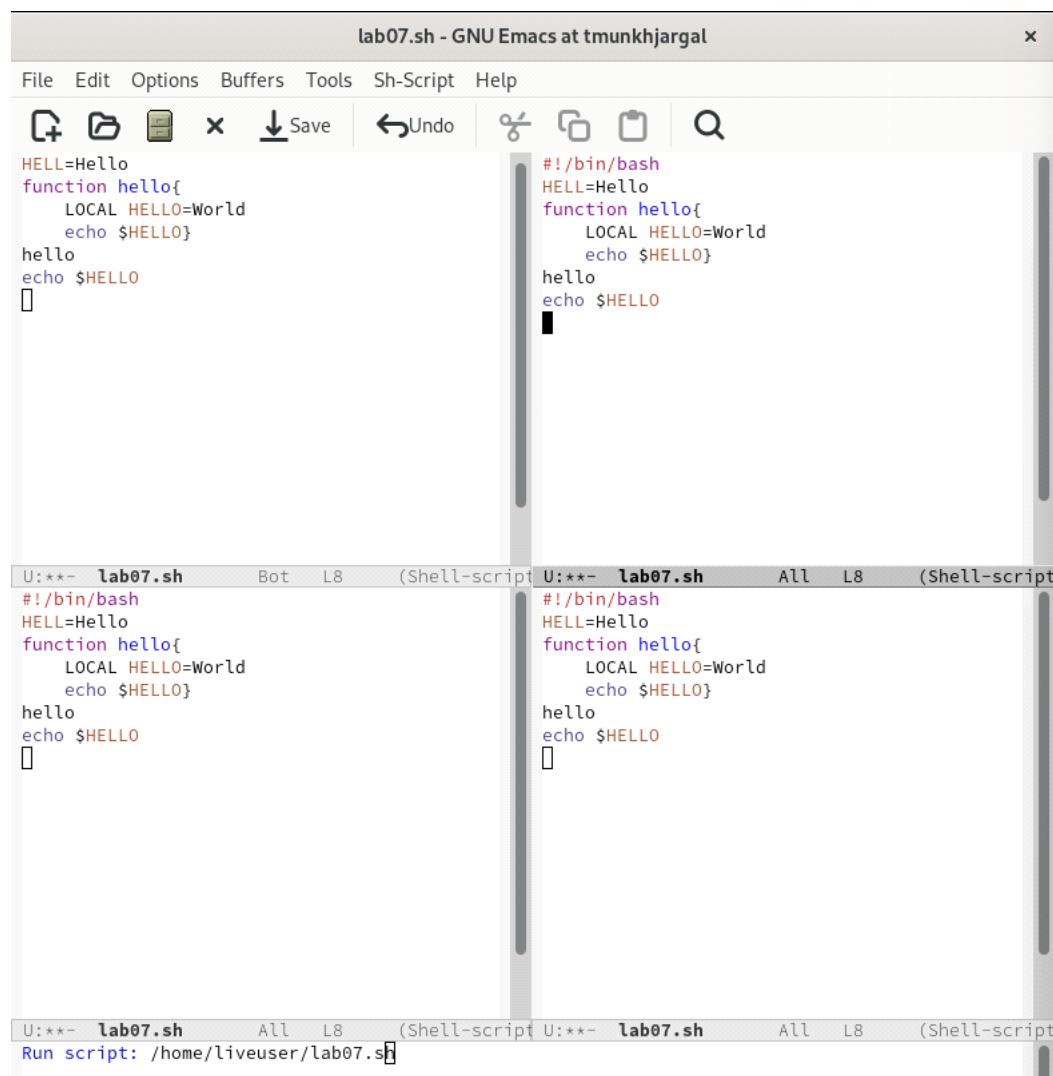 lab07.sh - GNU Emacs at tmunkhjargal
File Edit Options Buffers Tools Sh-Script Help
Save Undo
HELL=Hello
function hello{
    LOCAL HELLO=World
    echo $HELLO}
hello
echo $HELLO
U:**- lab07.sh Bot L8 (Shell-script
#!/bin/bash
HELL=Hello
function hello{
    LOCAL HELLO=World
    echo $HELLO}
hello
echo $HELLO
U:**- lab07.sh All L8 (Shell-script
#!/bin/bash
HELL=Hello
function hello{
    LOCAL HELLO=World
    echo $HELLO}
hello
echo $HELLO
U:**- lab07.sh All L8 (Shell-script
#!/bin/bash
HELL=Hello
function hello{
    LOCAL HELLO=World
    echo $HELLO}
hello
echo $HELLO
U:**- lab07.sh All L8 (Shell-script
Run script: /home/liveuser/lab07.sh